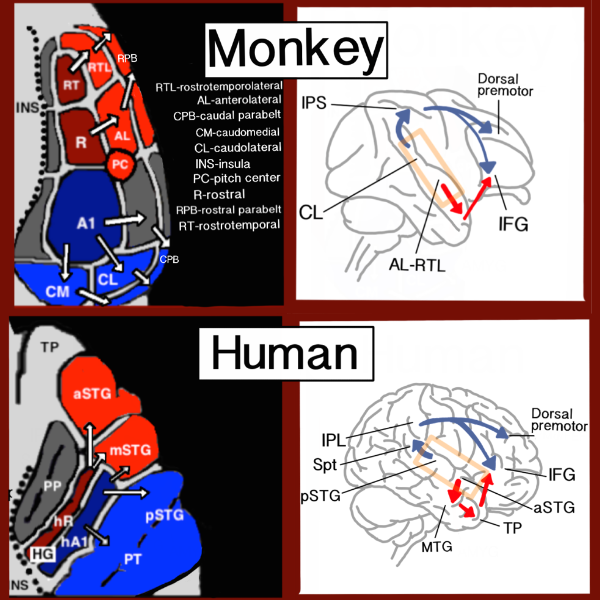 Monkey
RPB
RTL
RT
INS
R
AL
PC
A1
CPB
CL
CM
RTL-rostrotemporolateral
AL-anterolateral
CPB-caudal parabelt
CM-caudomedial
CL-caudolateral
INS-insula
PC-pitch center
R-rostral
RPB-rostral parabelt
RT-rostrotemporal
Dorsal
premotor
IPS
CL
IFG
AL-RTL
Human
TP
aSTG
mSTG
PP
pSTG
hR
hA1
HG
PT
NS
Dorsal
premotor
IPL
Spt
IFG
pSTG
aSTG
TP
MTG